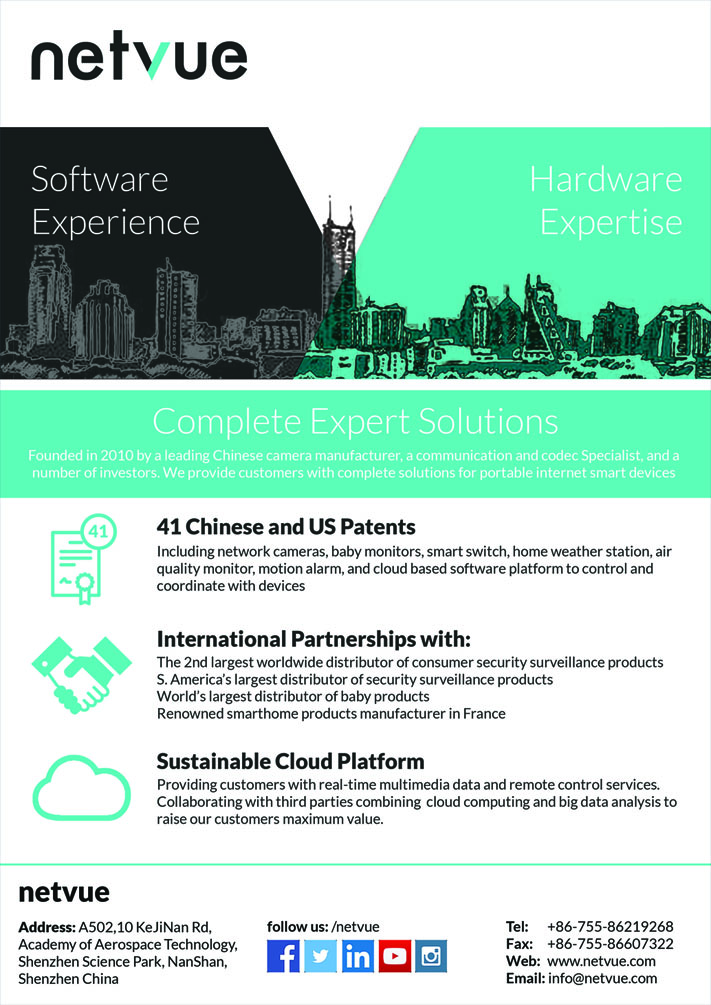 netvue
Software
Experience
Hardware
Expertise
Complete Expert Solutions
Founded in 2010 by a leading Chinese camera manufacturer, a communication and codec Specialist, and a
number of investors. We provide customers with complete solutions for portable internet smart devices
41
41 Chinese and US Patents
Including network cameras, baby monitors, smart switch, home weather station, air
quality monitor, motion alarm, and cloud based software platform to control and
coordinate with devices
International Partnerships with:
The 2nd largest worldwide distributor of consumer security surveillance products
S. America's largest distributor of security surveillance products
World's largest distributor of baby products
Renowned smarthome products manufacturer in France
Sustainable Cloud Platform
Providing customers with real-time multimedia data and remote control services.
Collaborating with third parties combining cloud computing and big data analysis to
raise our customers maximum value.
netvue
Address: A502,10 KeJiNan Rd,
Academy of Aerospace Technology,
Shenzhen Science Park, NanShan,
Shenzhen China
follow us: /netvue
Tel: +86-755-86219268
Fax: +86-755-86607322
Web: www.netvue.com
Email: info@netvue.com